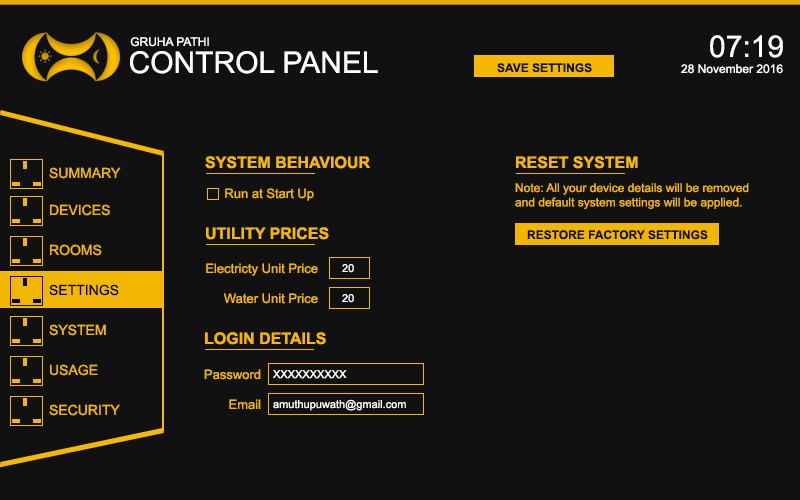 GRUHA PATHI
CONTROL PANEL
SAVE SETTINGS
07:19
28 November 2016
SUMMARY
DEVICES
ROOMS
SETTINGS
SYSTEM
USAGE
SECURITY
SYSTEM BEHAVIOUR
Run at Start Up
UTILITY PRICES
Electricty Unit Price 20
Water Unit Price 20
LOGIN DETAILS
Password XXXXXXXXXX
Email amuthupuwath@gmail.com
RESET SYSTEM
Note: All your device details will be removed
and default system settings will be applied.
RESTORE FACTORY SETTINGS